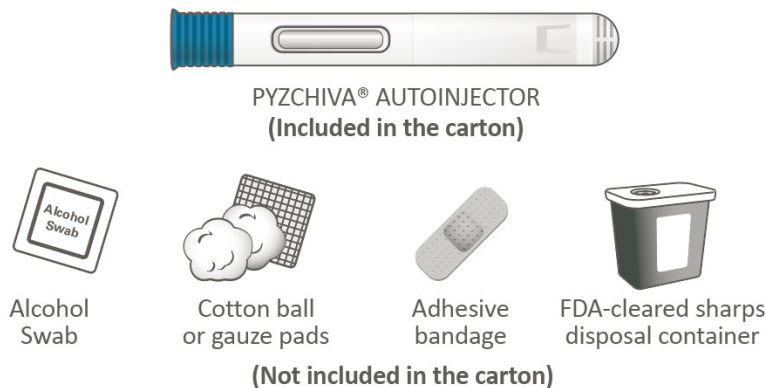 PYZCHIVA® AUTOINJECTOR
(Included in the carton)
Alcohol
Swab
Alcohol
Swab
Cotton ball
or gauze pads
Adhesive
bandage
FDA-cleared sharps
disposal container
(Not included in the carton)